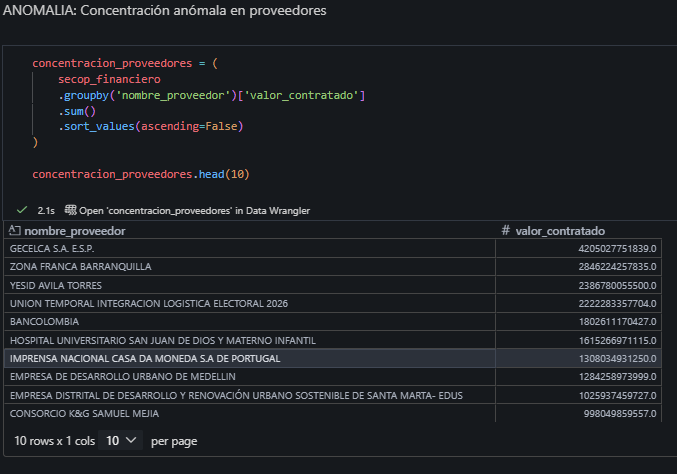 ANOMALIA: Concentración anómala en proveedores
concentracion_proveedores = (
secop_financiero
.groupby('nombre_proveedor')['valor_contratado']
.sum()
.sort_values(ascending=False)
)
concentracion_proveedores.head(10)
2.1s Open 'concentracion_proveedores' in Data Wrangler
nombre_proveedor # valor_contratado
GECELCA S.A. E.S.P. 4205027751839.0
ZONA FRANCA BARRANQUILLA 2846224257835.0
YESID AVILA TORRES 2386780055500.0
UNION TEMPORAL INTEGRACION LOGISTICA ELECTORAL 2026 2222283357704.0
BANCOLOMBIA 1802611170427.0
HOSPITAL UNIVERSITARIO SAN JUAN DE DIOS Y MATERNO INFANTIL 1615266971115.0
IMPRENSA NACIONAL CASA DA MONEDA S.A DE PORTUGAL 1308034931250.0
EMPRESA DE DESARROLLO URBANO DE MEDELLIN 1284258973999.0
EMPRESA DISTRITAL DE DESARROLLO Y RENOVACIÓN URBANO SOSTENIBLE DE SANTA MARTA- EDUS 1025937459727.0
CONSORCIO K&G SAMUEL MEJIA 998049859557.0
10 rows x 1 cols 10 per page